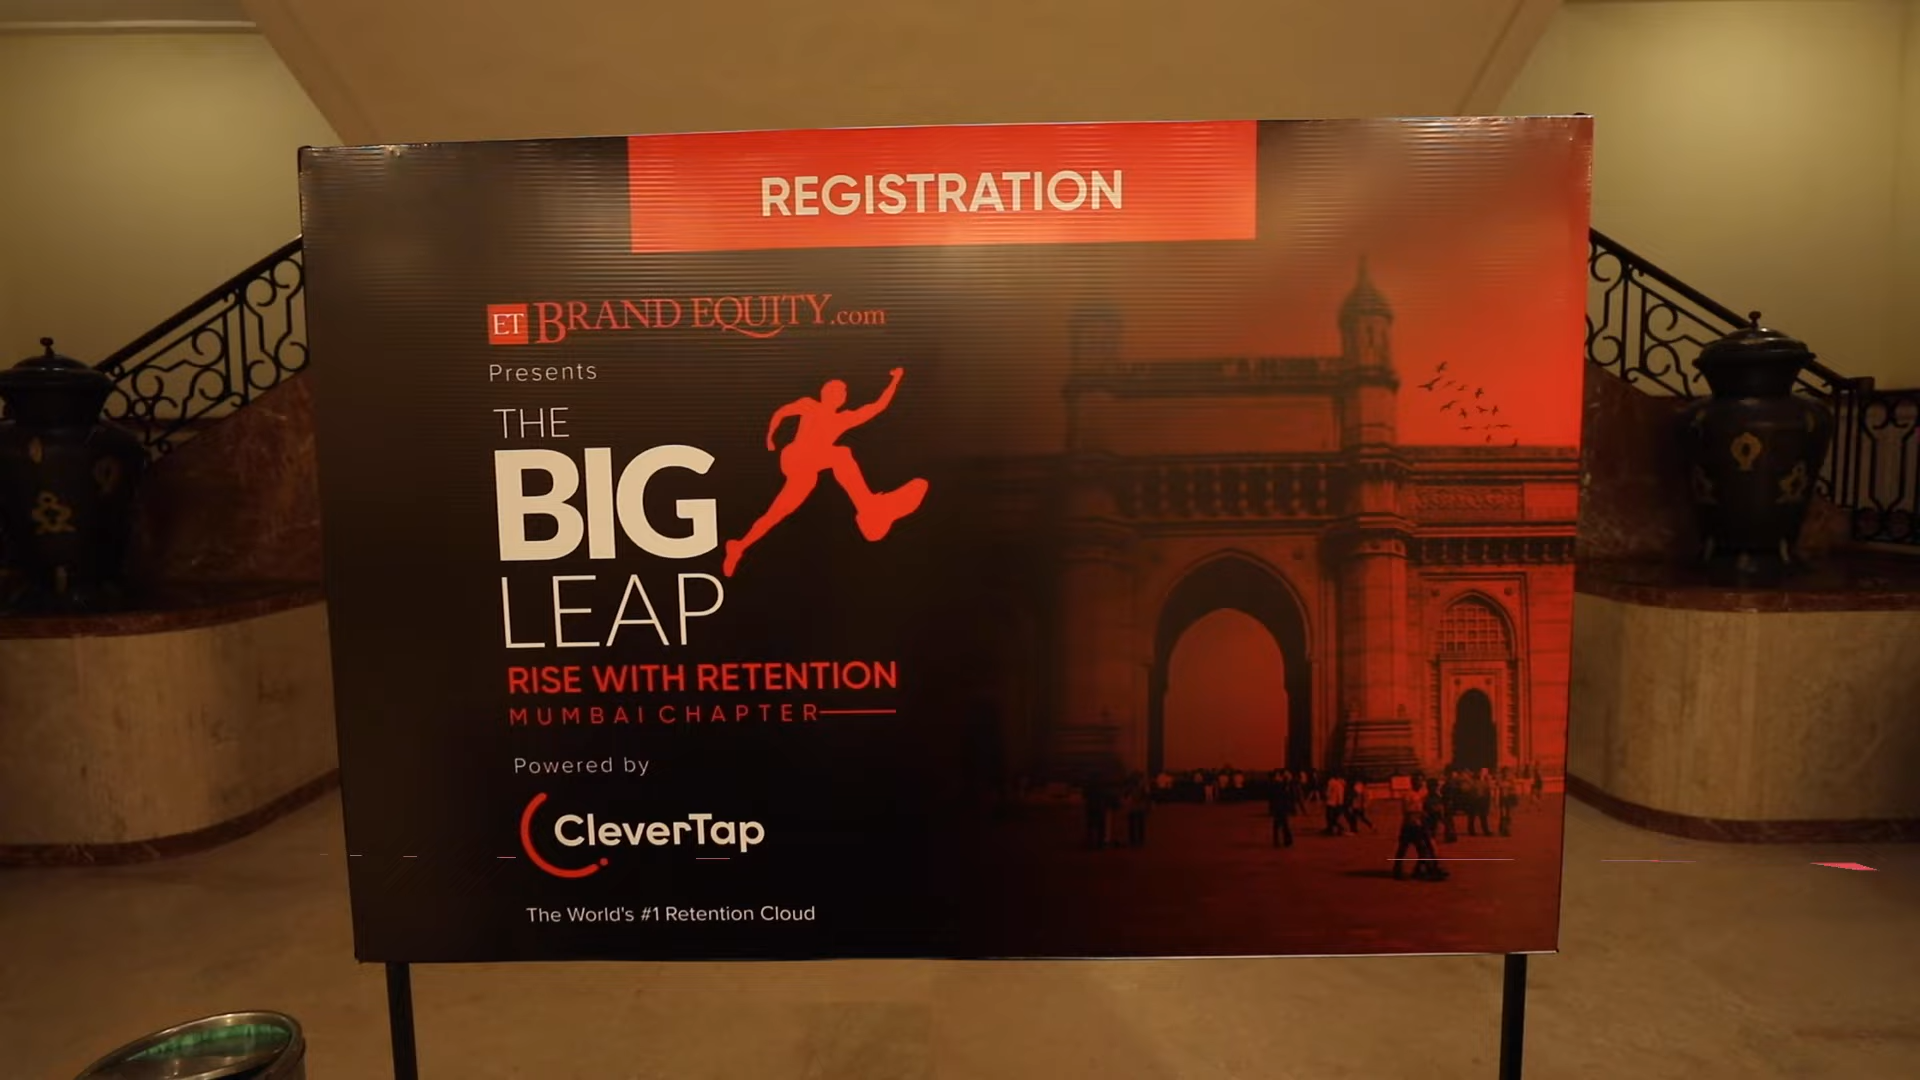 REGISTRATION
ET BRAND EQUITY.com
Presents
THE
BIG
LEAP
RISE WITH RETENTION
MUMBAI CHAPTER
Powered by
CleverTap
The World's #1 Retention Cloud